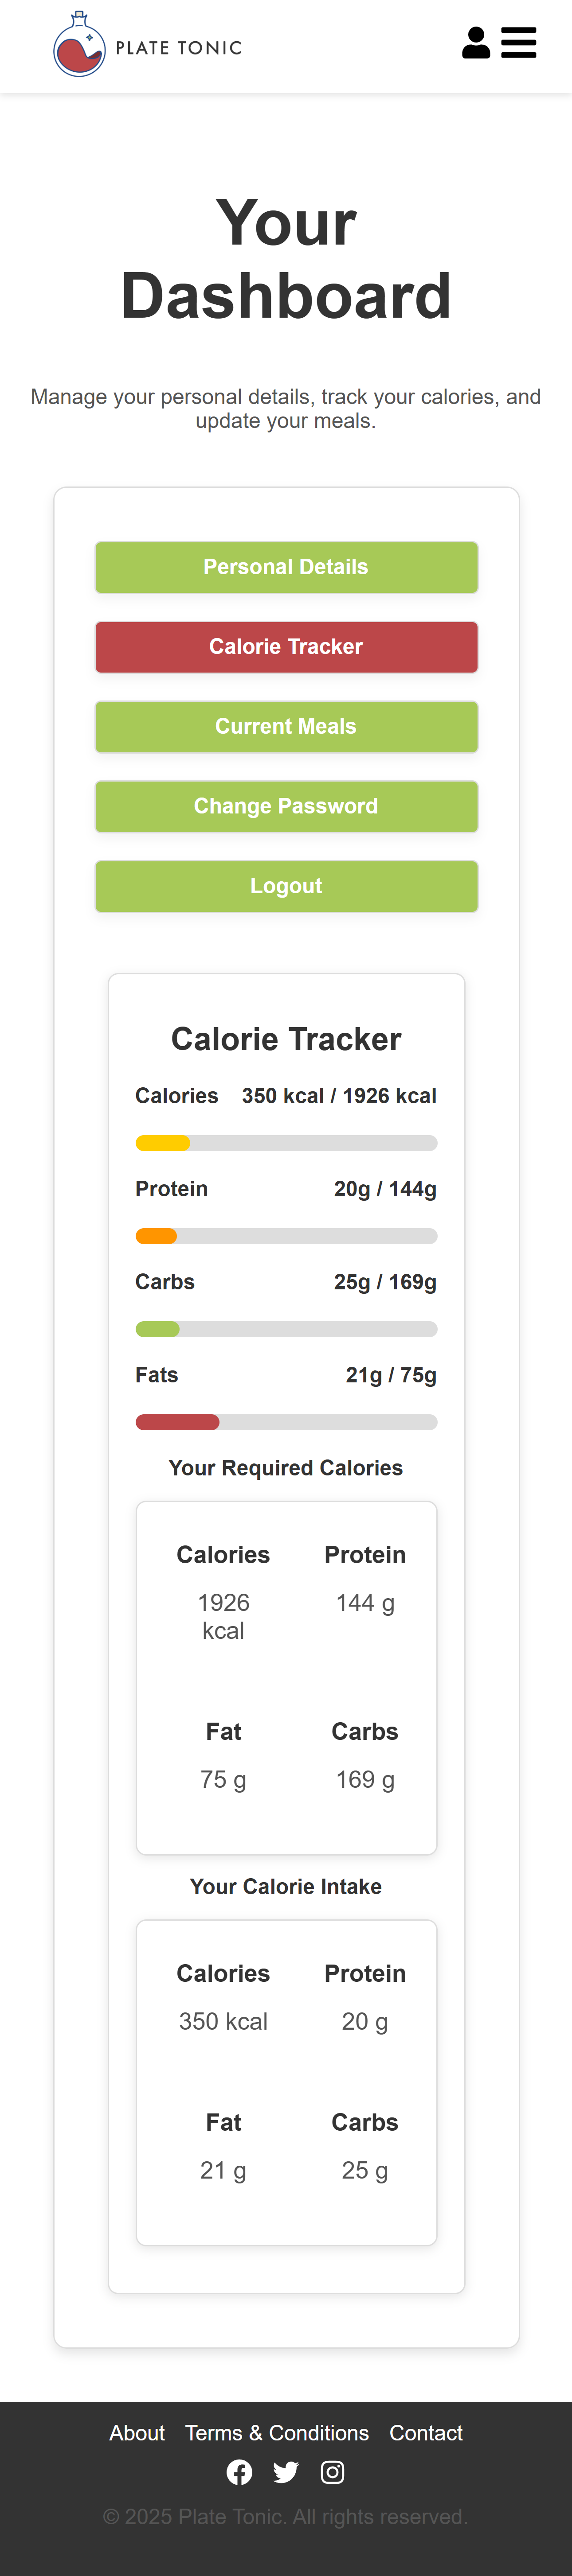 PLATE TONIC
Your
Dashboard
Manage your personal details, track your calories, and
update your meals.
Personal Details
Calorie Tracker
Current Meals
Change Password
Logout
Calorie Tracker
Calories 350 kcal / 1926 kcal
Protein 20g / 144g
Carbs 25g / 169g
Fats 21g / 75g
Your Required Calories
Calories Protein
1926 144 g
kcal
Fat Carbs
75 g 169 g
Your Calorie Intake
Calories Protein
350 kcal 20 g
Fat Carbs
21 g 25 g
About Terms & Conditions Contact
© 2025 Plate Tonic. All rights reserved.